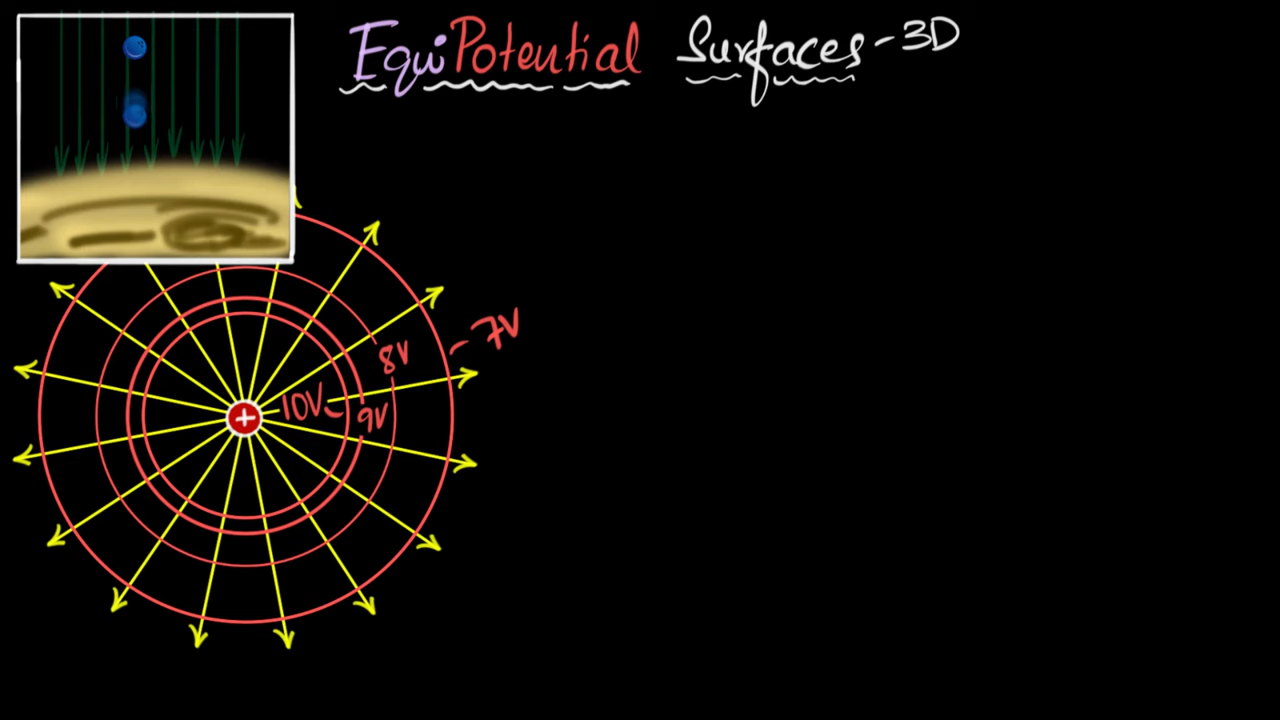 EquiPotential Surfaces - 3D
- 7V
8V
10V -
9V
+